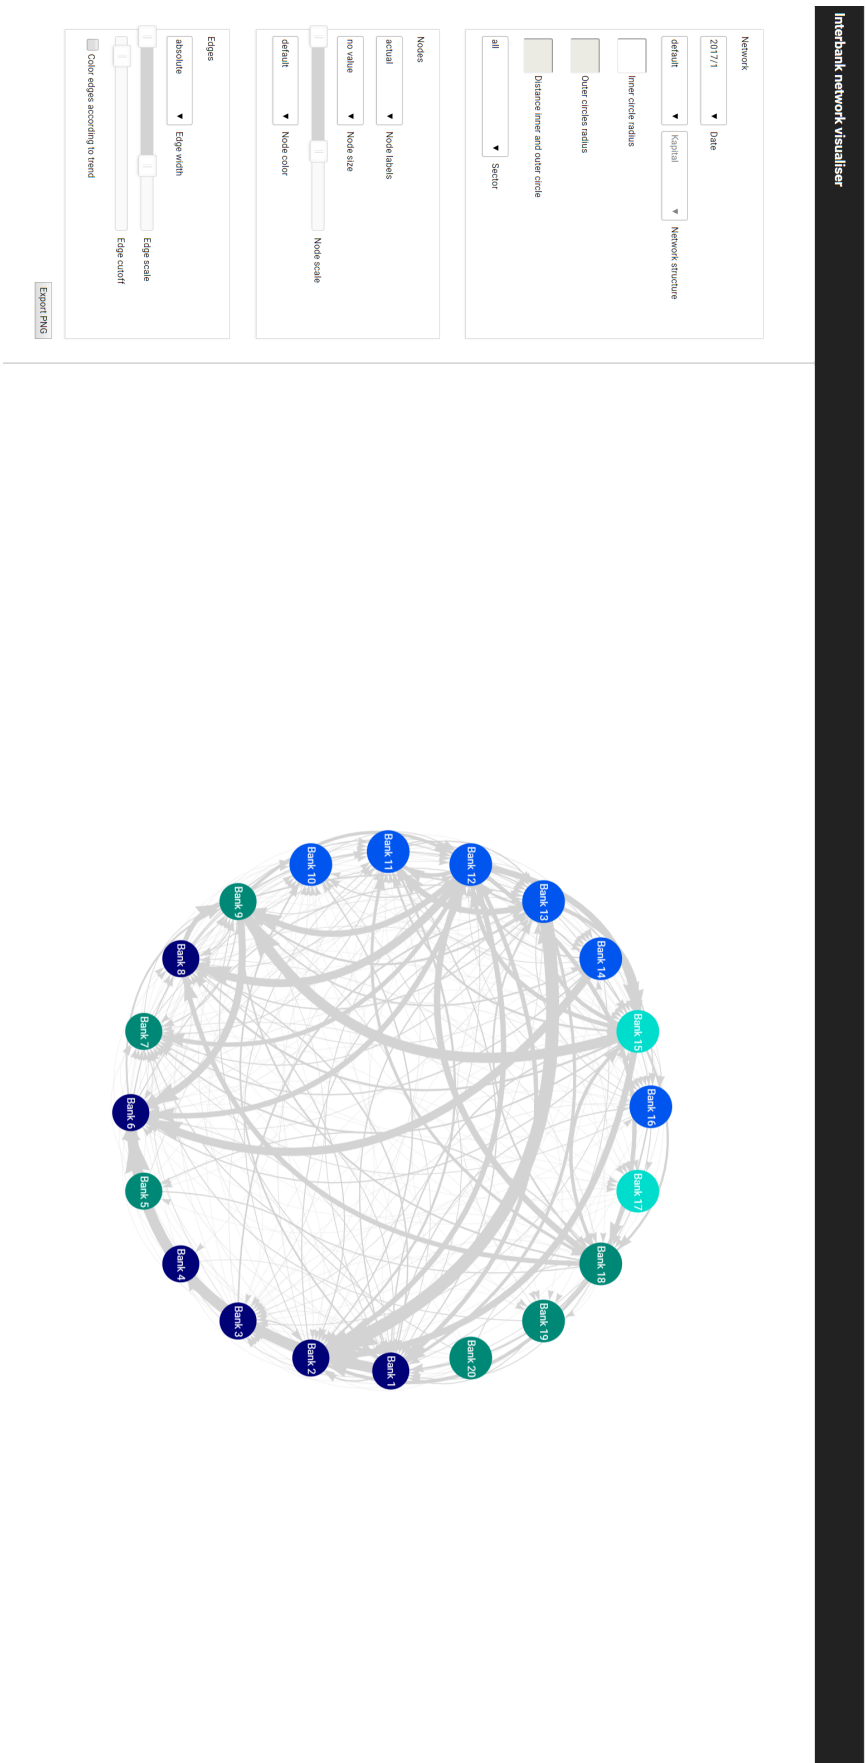 Interbank network visualiser
Network
2017/1
Date
default
Kapital
Network structure
Inner circle radius
Outer circles radius
Distance inner and outer circle
all
Sector
Nodes
actual
Node labels
no value
Node size
Node scale
default
Node color
Edges
absolute
Edge width
Edge scale
Edge cutoff
Color edges according to trend
Export PNG
Bank 1
Bank 2
Bank 3
Bank 4
Bank 5
Bank 6
Bank 7
Bank 8
Bank 9
Bank 10
Bank 11
Bank 12
Bank 13
Bank 14
Bank 15
Bank 16
Bank 17
Bank 18
Bank 19
Bank 20